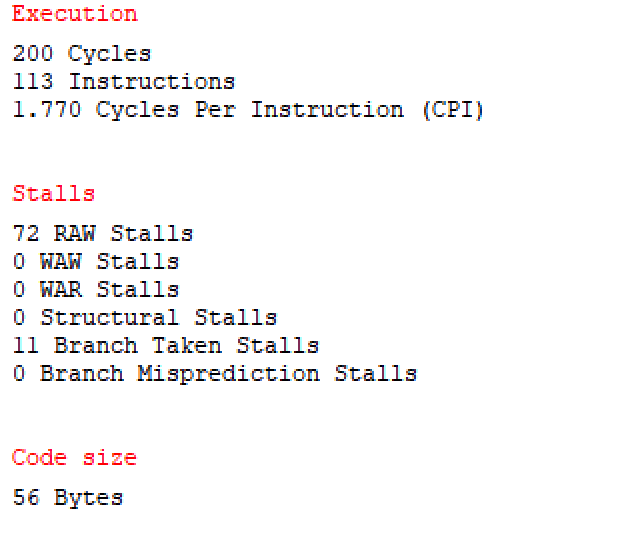 Execution
200 Cycles
113 Instructions
1.770 Cycles Per Instruction (CPI)
Stalls
72 RAW Stalls
0 WAW Stalls
0 WAR Stalls
0 Structural Stalls
11 Branch Taken Stalls
0 Branch Misprediction Stalls
Code size
56 Bytes